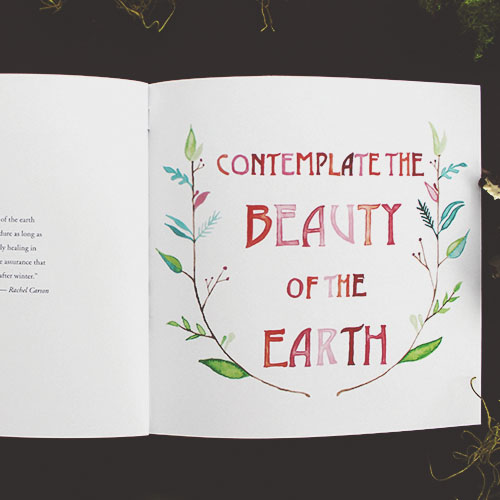 of the earth
dure as long as
ly healing in
e assurance that
after winter."
— Rachel Carson
CONTEMPLATE THE
BEAUTY
OF THE
EARTH